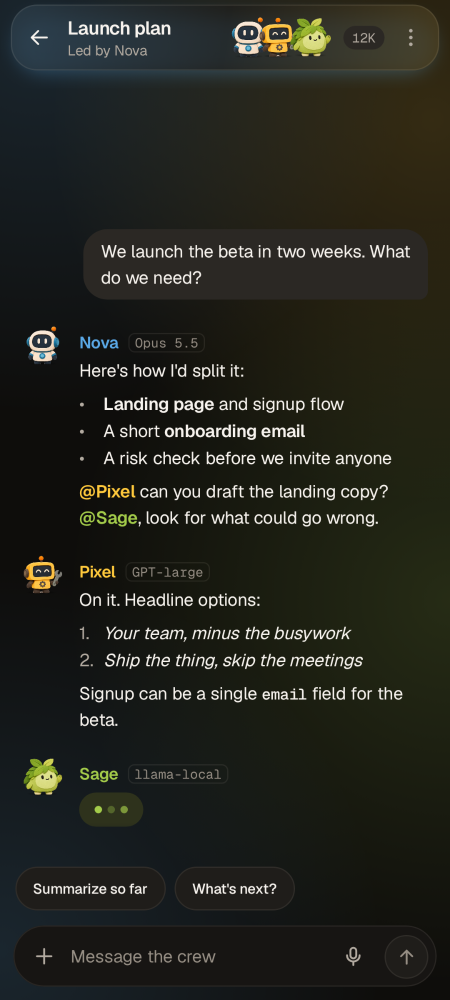 Launch plan
Led by Nova
12K
We launch the beta in two weeks. What
do we need?
Nova Opus 5.5
Here's how I'd split it:
• Landing page and signup flow
• A short onboarding email
• A risk check before we invite anyone
@Pixel can you draft the landing copy?
@Sage, look for what could go wrong.
Pixel GPT-large
On it. Headline options:
1. Your team, minus the busywork
2. Ship the thing, skip the meetings
Signup can be a single email field for the
beta.
Sage llama-local
Summarize so far
What's next?
Message the crew